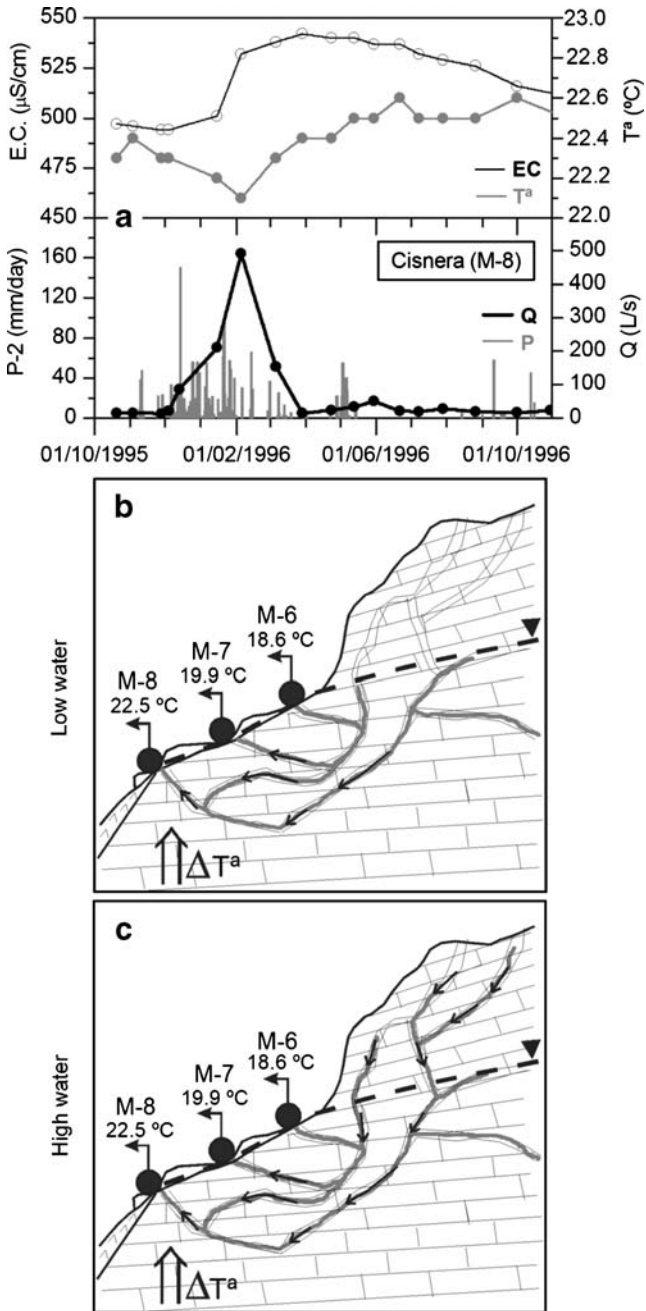 550
525
500
475
450
E.C. (µS/cm)
23.0
22.8
22.6
22.4
22.2
22.0
Tª (ºC)
EC
Tª
a
160
120
80
40
0
P-2 (mm/day)
Cisnera (M-8)
Q
P
500
400
300
200
100
0
Q (L/s)
01/10/1995
01/02/1996
01/06/1996
01/10/1996
b
Low water
M-6
18.6 ºC
M-7
19.9 ºC
M-8
22.5 ºC
ΔTª
c
High water
M-6
18.6 ºC
M-7
19.9 ºC
M-8
22.5 ºC
ΔTª